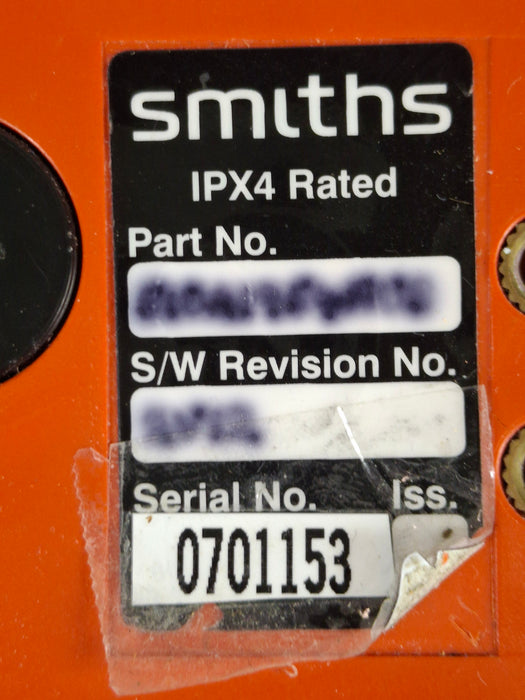 smiths
IPX4 Rated
Part No.
S/W Revision No.
Serial No. Iss.
0701153